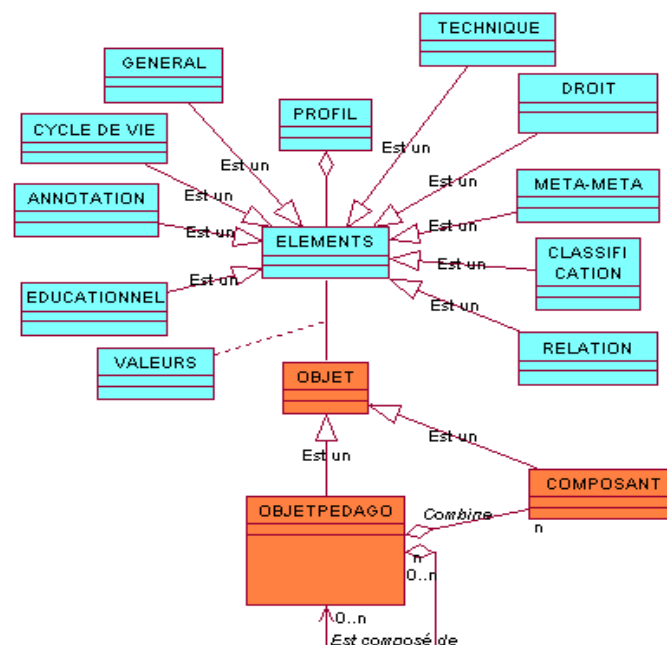 TECHNIQUE
GENERAL
DROIT
PROFIL
CYCLE DE VIE
Est un
Est un
Est un
META-META
ANNOTATION
Est un
Est un
Est un
ELEMENTS
CLASSIFI
CATION
Est un
EDUCATIONNEL
Est un
Est un
RELATION
VALEURS
OBJET
Est un
Est un
COMPOSANT
OBJETPEDAGO
Combine
n
n
0..n
0..n
Est composé de